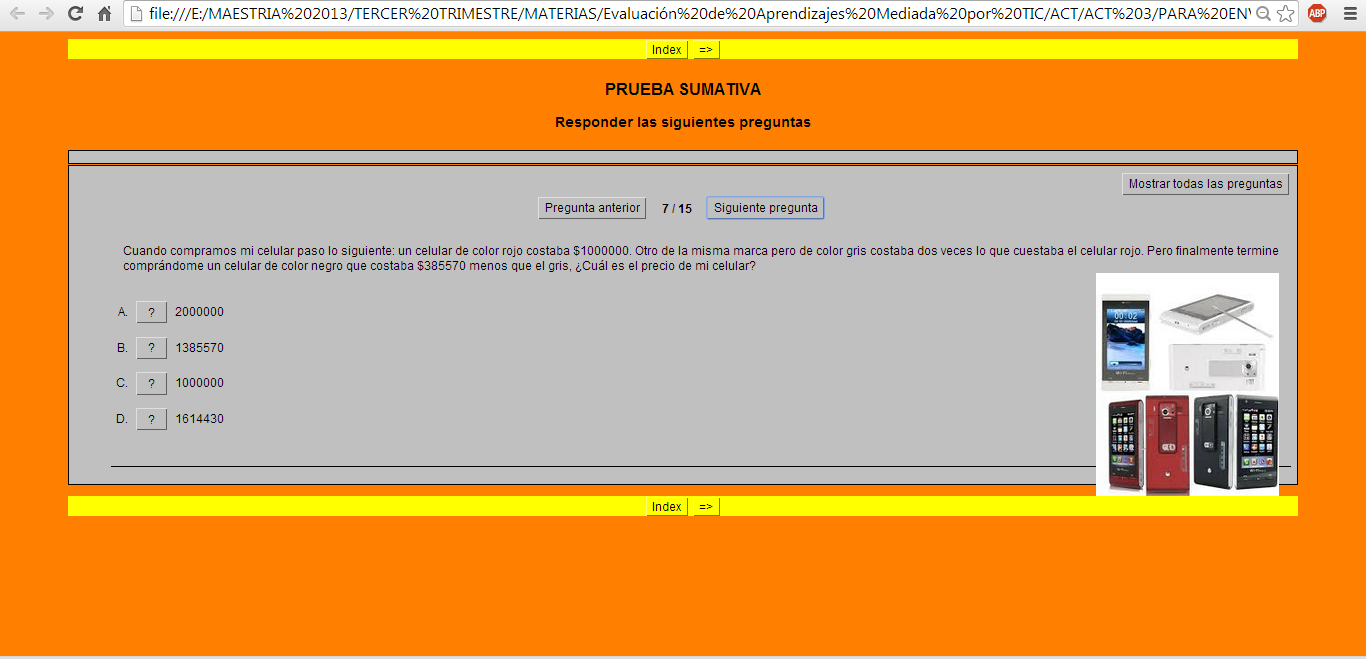 file:///E:/MAESTRIA%202013/TERCER%20TRIMESTRE/MATERIAS/Evaluación%20de%20Aprendizajes%20Mediada%20por%20TIC/ACT/ACT%203/PARA%20EN
ABP
Index =>
PRUEBA SUMATIVA
Responder las siguientes preguntas
Mostrar todas las preguntas
Pregunta anterior 7 / 15 Siguiente pregunta
Cuando compramos mi celular paso lo siguiente: un celular de color rojo costaba $1000000. Otro de la misma marca pero de color gris costaba dos veces lo que cuestaba el celular rojo. Pero finalmente termine
comprándome un celular de color negro que costaba $385570 menos que el gris, ¿Cuál es el precio de mi celular?
00:02
A. ? 2000000
B. ? 1385570
C. ? 1000000
D. ? 1614430
Index =>